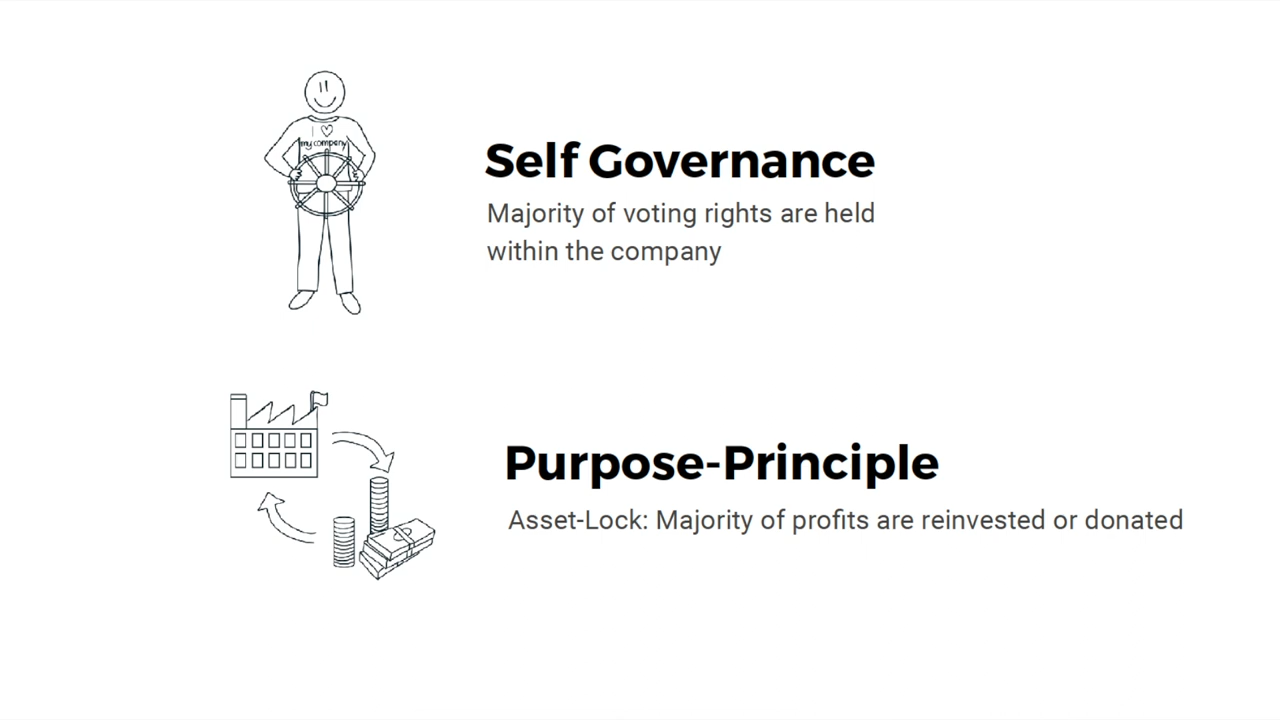 I ♡
my company
Self Governance
Majority of voting rights are held
within the company
Purpose-Principle
Asset-Lock: Majority of profits are reinvested or donated